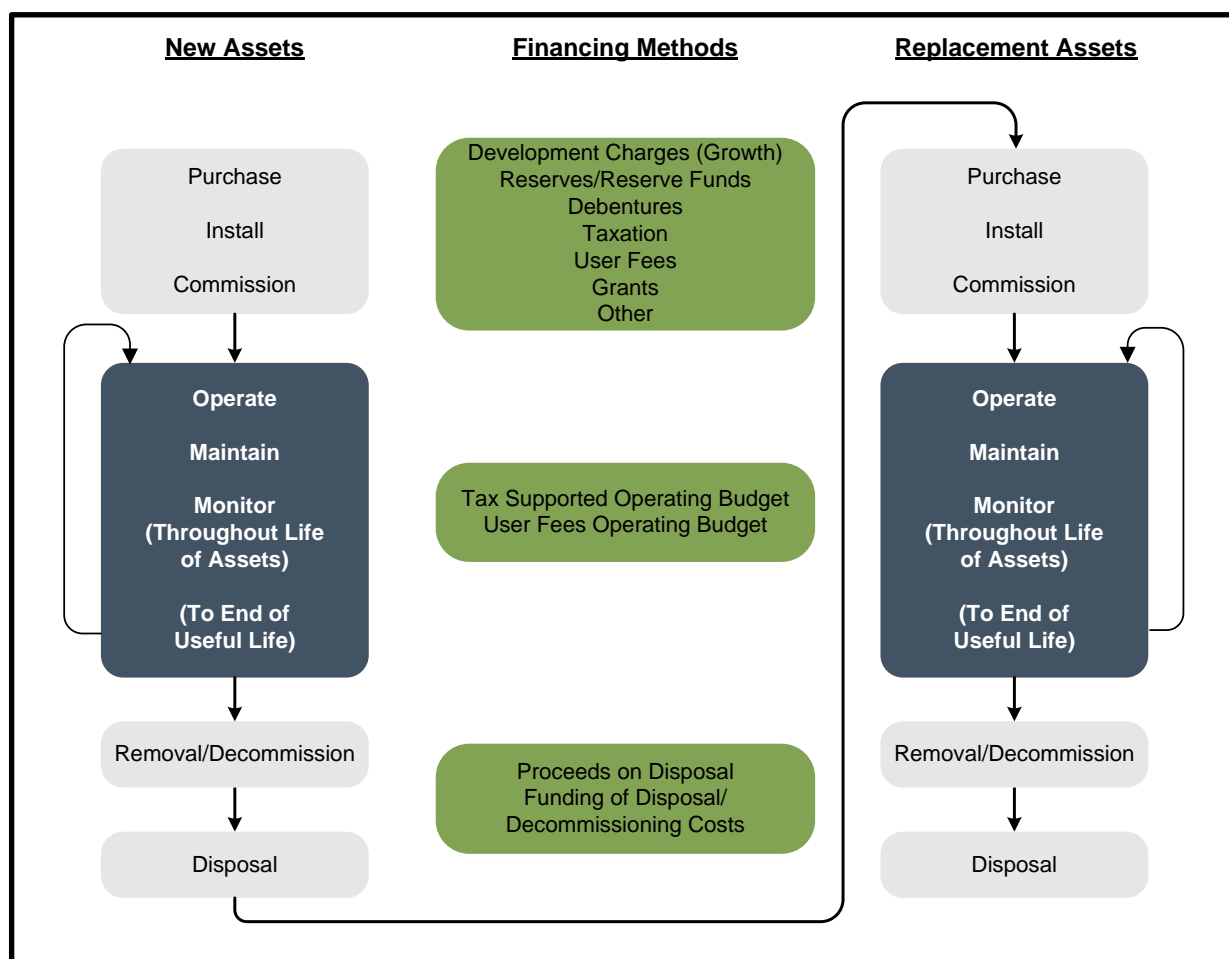 New Assets
Purchase
Install
Commission
Operate
Maintain
Monitor
(Throughout Life
of Assets)
(To End of
Useful Life)
Removal/Decommission
Disposal
Financing Methods
Development Charges (Growth)
Reserves/Reserve Funds
Debentures
Taxation
User Fees
Grants
Other
Tax Supported Operating Budget
User Fees Operating Budget
Proceeds on Disposal
Funding of Disposal/
Decommissioning Costs
Replacement Assets
Purchase
Install
Commission
Operate
Maintain
Monitor
(Throughout Life
of Assets)
(To End of
Useful Life)
Removal/Decommission
Disposal